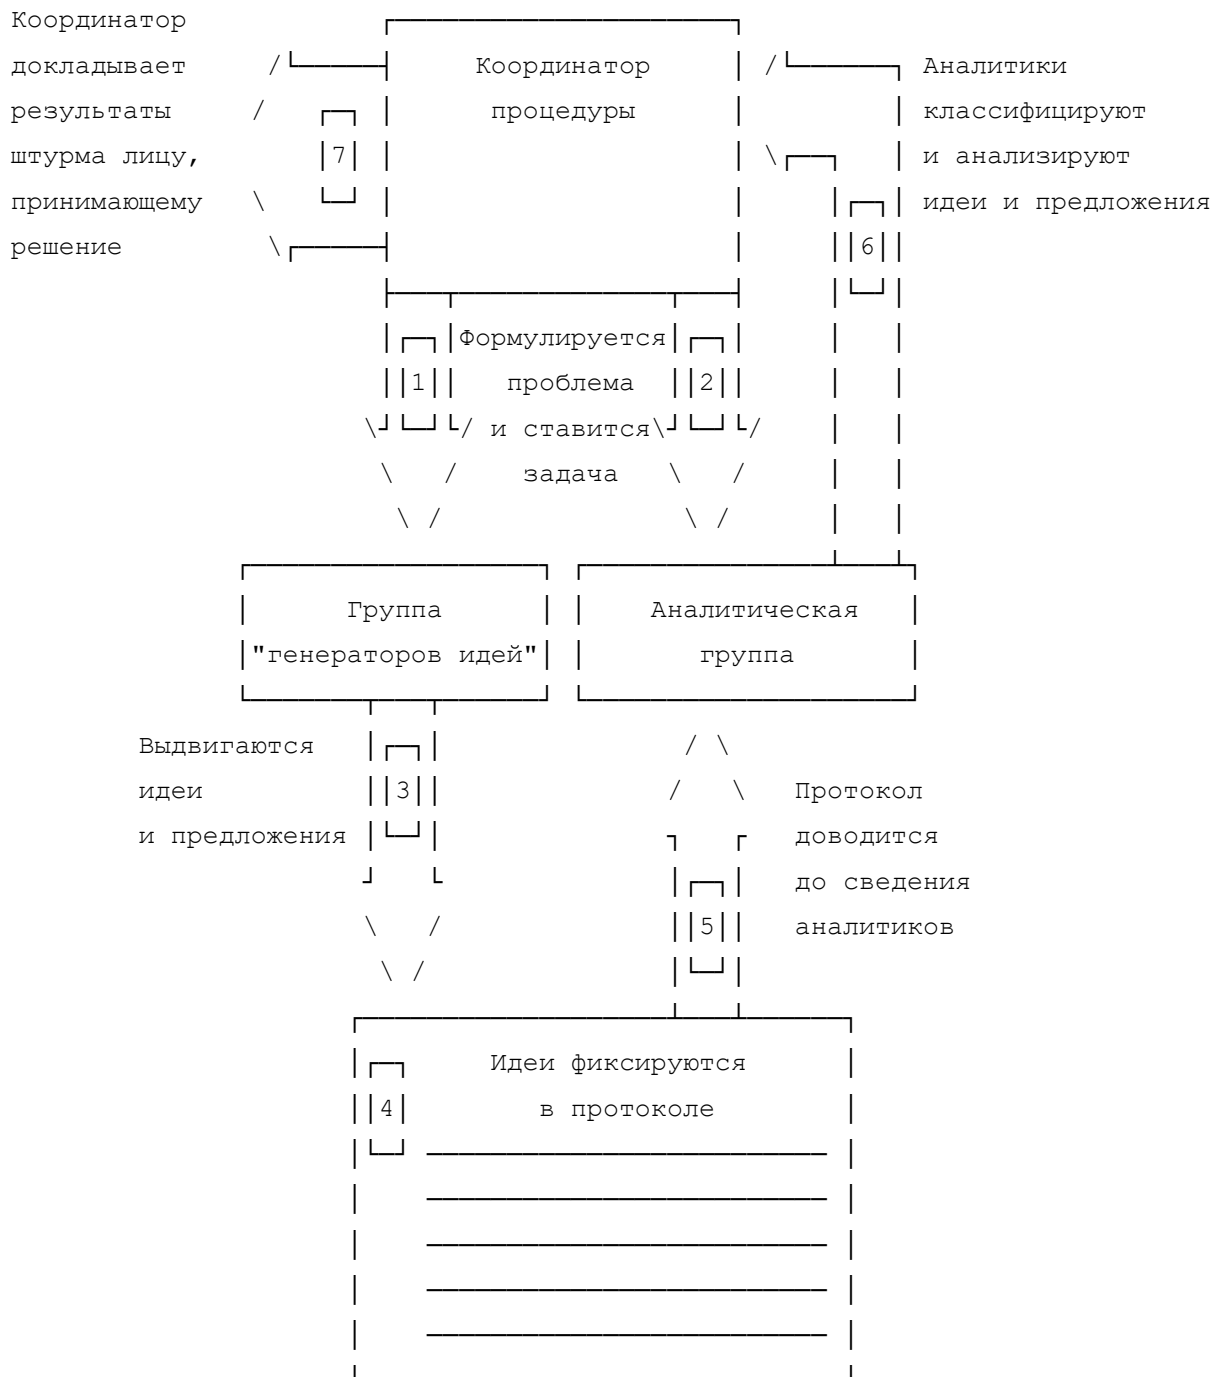 Координатор
докладывает
результаты
штурма лицу,
принимающему
решение
7
Координатор
процедуры
Аналитики
классифицируют
и анализируют
идеи и предложения
6
1
Формулируется
проблема
и ставится
задача
2
Группа
"генераторов идей"
Аналитическая
группа
Выдвигаются
идеи
и предложения
3
5
Протокол
доводится
до сведения
аналитиков
4
Идеи фиксируются
в протоколе